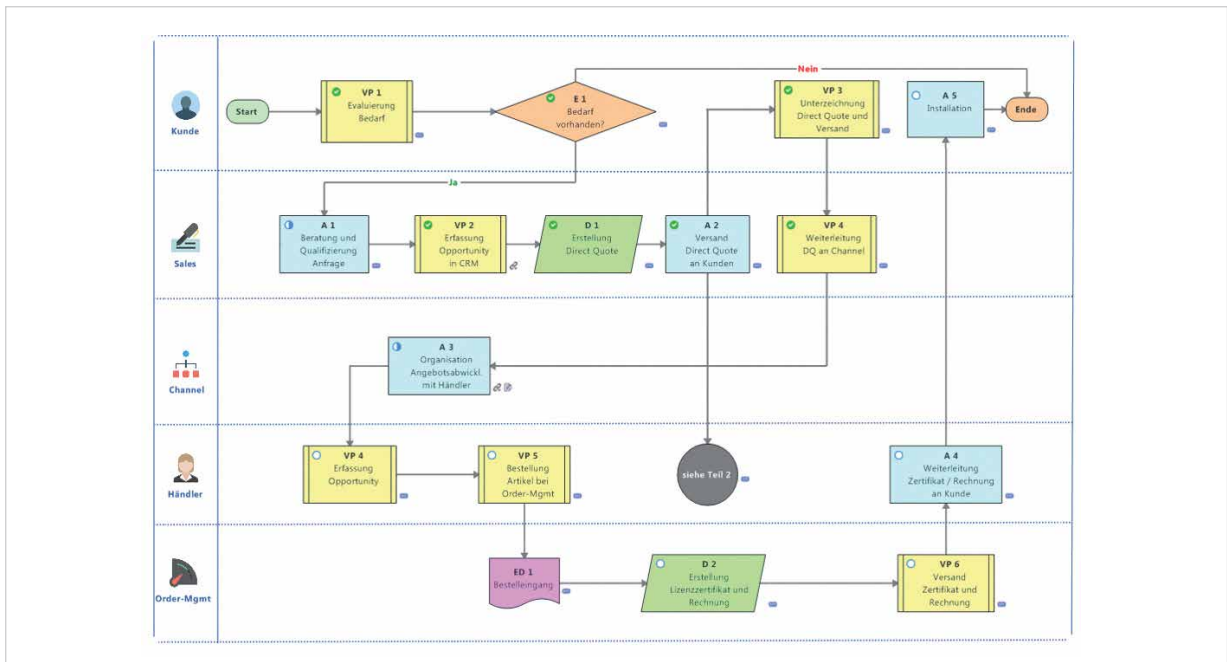 Kunde
Start
VP 1
Evaluierung
Bedarf
E 1
Bedarf
vorhanden?
Nein
VP 3
Unterzeichnung
Direct Quote und
Versand
A 5
Installation
Ende
Ja
Sales
A 1
Beratung und
Qualifizierung
Anfrage
VP 2
Erfassung
Opportunity
in CRM
D 1
Erstellung
Direct Quote
A 2
Versand
Direct Quote
an Kunden
VP 4
Weiterleitung
DQ an Channel
Channel
A 3
Organisation
Angebotsabwickl.
mit Händler
Händler
VP 4
Erfassung
Opportunity
VP 5
Bestellung
Artikel bei
Order-Mgmt
siehe Teil 2
A 4
Weiterleitung
Zertifikat / Rechnung
an Kunde
Order-Mgmt
ED 1
Bestelleingang
D 2
Erstellung
Lizenzzertifikat und
Rechnung
VP 6
Versand
Zertifikat und
Rechnung